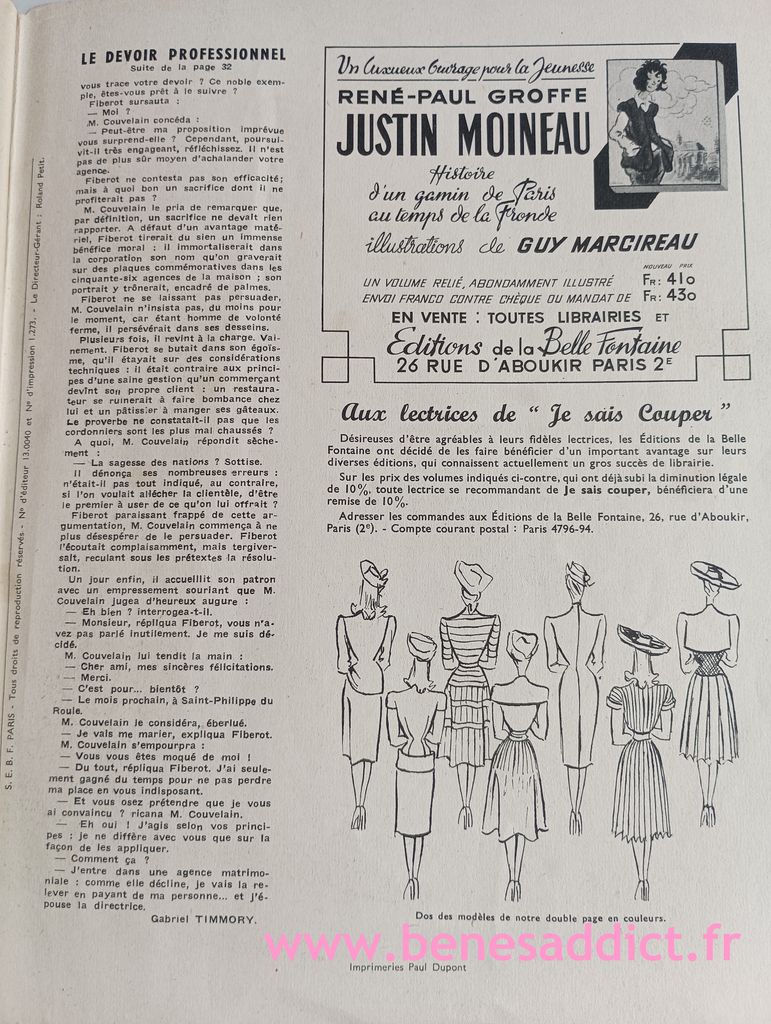 LE DEVOIR PROFESSIONNEL
Suite de la page 32
vous trace votre devoir ? Ce noble exem-
ple, êtes-vous prêt à le suivre ?
Fiberot sursauta :
— Moi ?
M. Couvelain concéda :
— Peut-être ma proposition imprévue
vous surprend-elle ? Cependant, poursui-
vit-il très engageant, réfléchissez. Il n'est
pas de plus sûr moyen d'achalander votre
agence.
Fiberot ne contesta pas son efficacité;
mais à quoi bon un sacrifice dont il ne
profiterait pas ?
M. Couvelain le pria de remarquer que,
par définition, un sacrifice ne devait rien
rapporter. A défaut d'un avantage maté-
riel, Fiberot tirerait du sien un immense
bénéfice moral : il immortaliserait dans
la corporation son nom qu'on graverait
sur des plaques commémoratives dans les
cinquante-six agences de la maison ; son
portrait y trônerait, encadré de palmes.
Fiberot ne se laissant pas persuader,
M. Couvelain n'insista pas, du moins pour
le moment, car étant homme de volonté
ferme, il persévérait dans ses desseins.
Plusieurs fois, il revint à la charge. Vai-
nement. Fiberot se butait dans son égoïs-
me, qu'il étayait sur des considérations
techniques : il était contraire aux princi-
pes d'une saine gestion qu'un commerçant
devînt son propre client : un restaura-
teur se ruinerait à faire bombance chez
lui et un pâtissier à manger ses gâteaux.
Le proverbe ne constatait-il pas que les
cordonniers sont les plus mal chaussés ?
A quoi, M. Couvelain répondit sèche-
ment :
— La sagesse des nations ? Sottise.
Il dénonça ses nombreuses erreurs :
n'était-il pas tout indiqué, au contraire,
si l'on voulait allécher la clientèle, d'être
le premier à user de ce qu'on lui offrait ?
Fiberot paraissant frappé de cette ar-
gumentation, M. Couvelain commença à ne
plus désespérer de le persuader. Fiberot
l'écoutait complaisamment, mais tergiver-
sait, reculant sous les prétextes la résolu-
tion.
Un jour enfin, il accueillit son patron
avec un empressement souriant que M.
Couvelain jugea d'heureux augure :
— Eh bien ? interrogea-t-il.
— Monsieur, répliqua Fiberot, vous n'a-
vez pas parlé inutilement. Je me suis dé-
cidé.
M. Couvelain lui tendit la main :
— Cher ami, mes sincères félicitations.
— Merci.
— C'est pour... bientôt ?
— Le mois prochain, à Saint-Philippe du
Roule.
M. Couvelain le considéra, éberlué.
— Je vais me marier, expliqua Fiberot.
M. Couvelain s'empourpra :
— Vous vous êtes moqué de moi !
— Du tout, répliqua Fiberot. J'ai seule-
ment gagné du temps pour ne pas perdre
ma place en vous indisposant.
— Et vous osez prétendre que je vous
ai convaincu ? ricana M. Couvelain.
— Eh oui ! J'agis selon vos princi-
pes ; je ne diffère avec vous que sur la
façon de les appliquer.
— Comment ça ?
— J'entre dans une agence matrimo-
niale : comme elle décline, je vais la re-
lever en payant de ma personne... et j'é-
pouse la directrice.
Gabriel TIMMORY.
S. E. B. F. PARIS - Tous droits de reproduction réservés - N° d'éditeur 13.0040 et N° d'impression 1.273. - Le Directeur-Gérant : Roland Petit.
Un luxueux Ouvrage pour la Jeunesse
RENÉ-PAUL GROFFE
JUSTIN MOINEAU
Histoire
d'un gamin de Paris
au temps de la Fronde
illustrations de GUY MARCIREAU
NOUVEAU PRIX
UN VOLUME RELIÉ, ABONDAMMENT ILLUSTRÉ FR: 410
ENVOI FRANCO CONTRE CHÈQUE OU MANDAT DE FR: 430
EN VENTE : TOUTES LIBRAIRIES ET
Editions de la Belle Fontaine
26 RUE D'ABOUKIR PARIS 2E
Aux lectrices de " Je sais Couper "
Désireuses d'être agréables à leurs fidèles lectrices, les Éditions de la Belle
Fontaine ont décidé de les faire bénéficier d'un important avantage sur leurs
diverses éditions, qui connaissent actuellement un gros succès de librairie.
Sur les prix des volumes indiqués ci-contre, qui ont déjà subi la diminution légale
de 10%, toute lectrice se recommandant de Je sais couper, bénéficiera d'une
remise de 10%.
Adresser les commandes aux Éditions de la Belle Fontaine, 26, rue d'Aboukir,
Paris (2e). - Compte courant postal : Paris 4796-94.
Dos des modèles de notre double page en couleurs.
www.benesaddict.fr
Imprimeries Paul Dupont